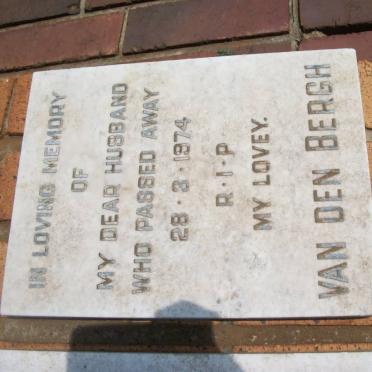 IN LOVING MEMORY
OF
MY DEAR HUSBAND
WHO PASSED AWAY
28·3·1974
R·I·P
MY LOVEY.
VAN DEN BERGH